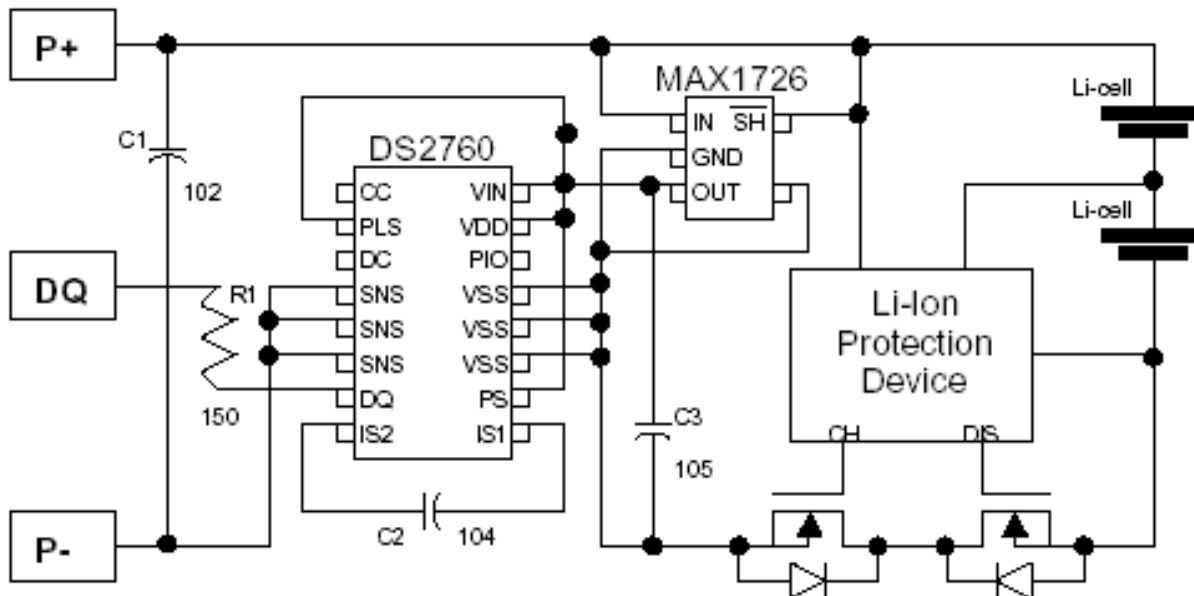 P+
MAX1726
Li-cell
IN SH
C1
DS2760
GND
102
CC VIN
OUT
PLS VDD
Li-cell
DC PIO
DQ
R1
SNS VSS
Li-Ion
SNS VSS
Protection
SNS VSS
Device
150
DQ PS
C3
IS2 IS1
CH DIS
105
C2 104
P-